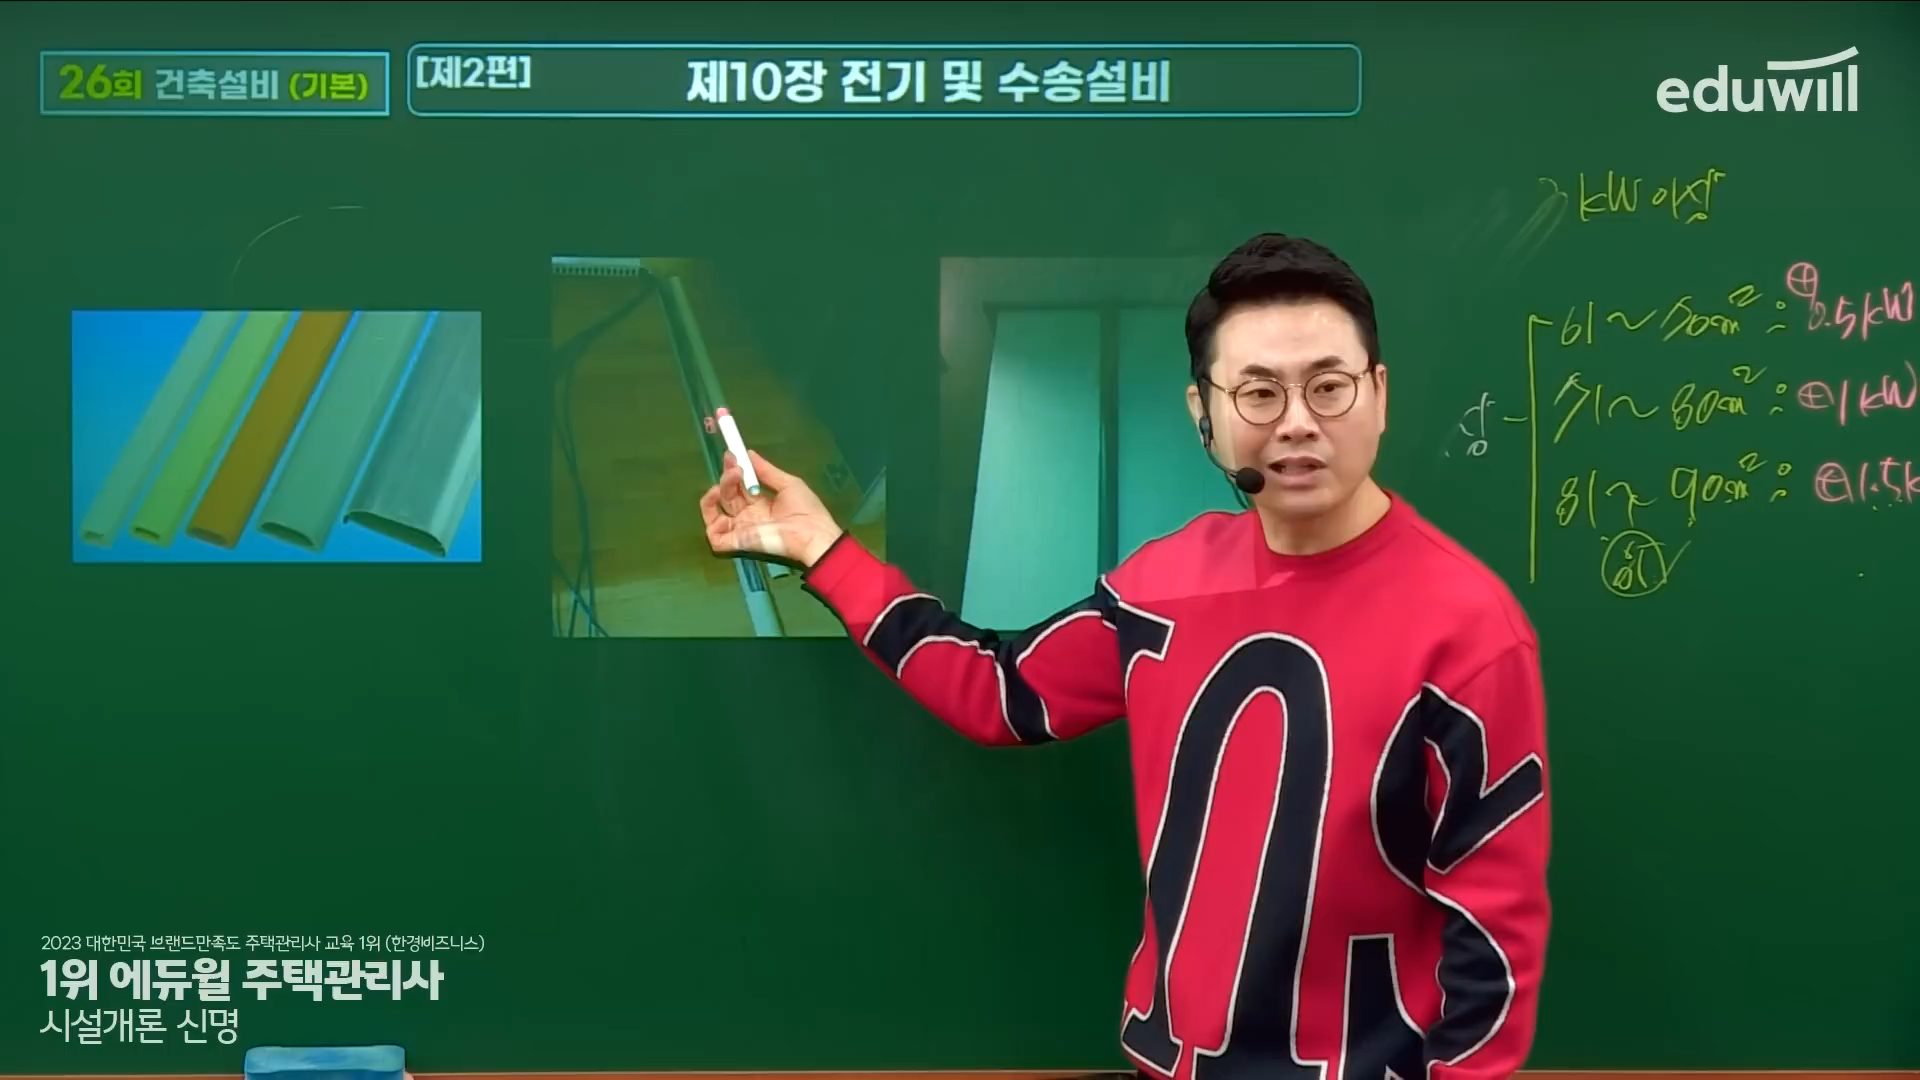 26회 건축설비 (기본)
[제2편]
제10장 전기 및 수송설비
eduwill
kW 이상
61~70㎡ : ⊕0.5kW
71~80㎡ : ⊕1kW
81~90㎡ : ⊕1.5k
2023 대한민국 브랜드만족도 주택관리사 교육 1위 (한경비즈니스)
1위 에듀윌 주택관리사
시설개론 신명